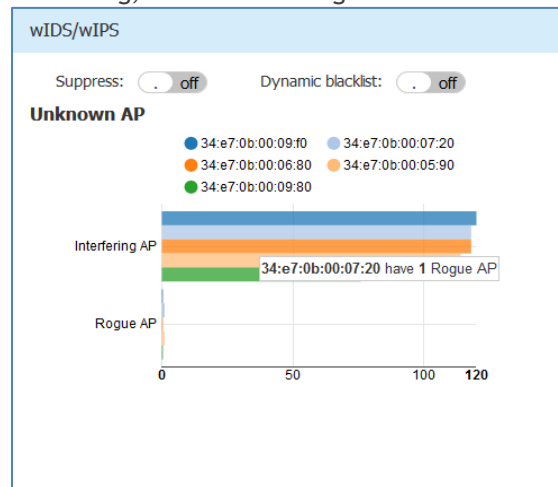 wIDS/wIPS
Suppress: . off Dynamic blacklist: . off
Unknown AP
34:e7:0b:00:09:f0 34:e7:0b:00:07:20
34:e7:0b:00:06:80 34:e7:0b:00:05:90
34:e7:0b:00:09:80
Interfering AP
34:e7:0b:00:07:20 have 1 Rogue AP
Rogue AP
0 50 100 120